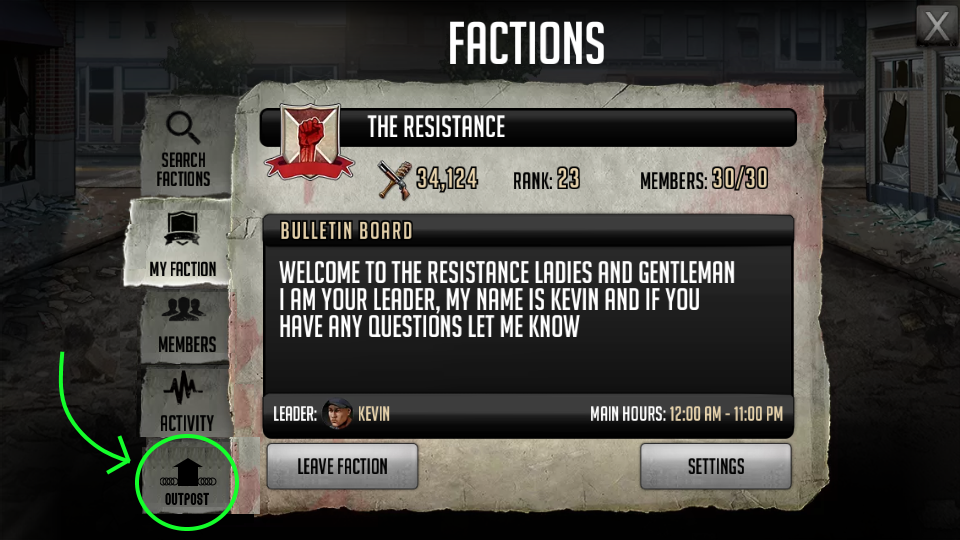 FACTIONS
X
SEARCH
FACTIONS
MY FACTION
MEMBERS
ACTIVITY
OUTPOST
THE RESISTANCE
34,124 RANK: 23 MEMBERS: 30/30
BULLETIN BOARD
WELCOME TO THE RESISTANCE LADIES AND GENTLEMAN
I AM YOUR LEADER, MY NAME IS KEVIN AND IF YOU
HAVE ANY QUESTIONS LET ME KNOW
LEADER: KEVIN MAIN HOURS: 12:00 AM - 11:00 PM
LEAVE FACTION SETTINGS